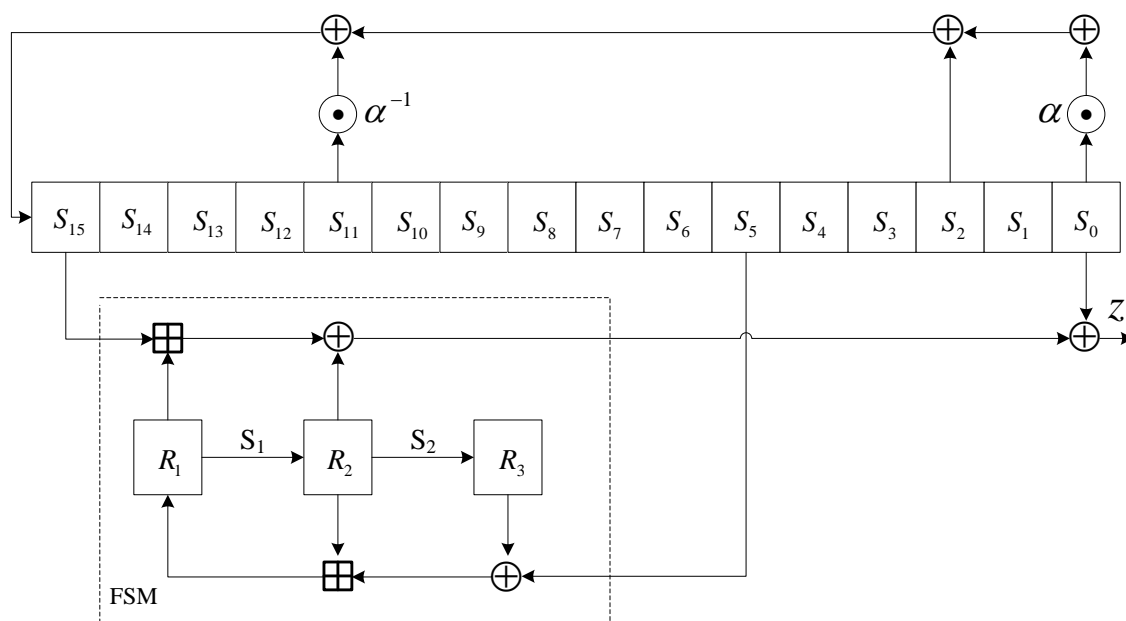 α⁻¹
α
S₁₅ S₁₄ S₁₃ S₁₂ S₁₁ S₁₀ S₉ S₈ S₇ S₆ S₅ S₄ S₃ S₂ S₁ S₀
z
R₁ S₁ R₂ S₂ R₃
FSM